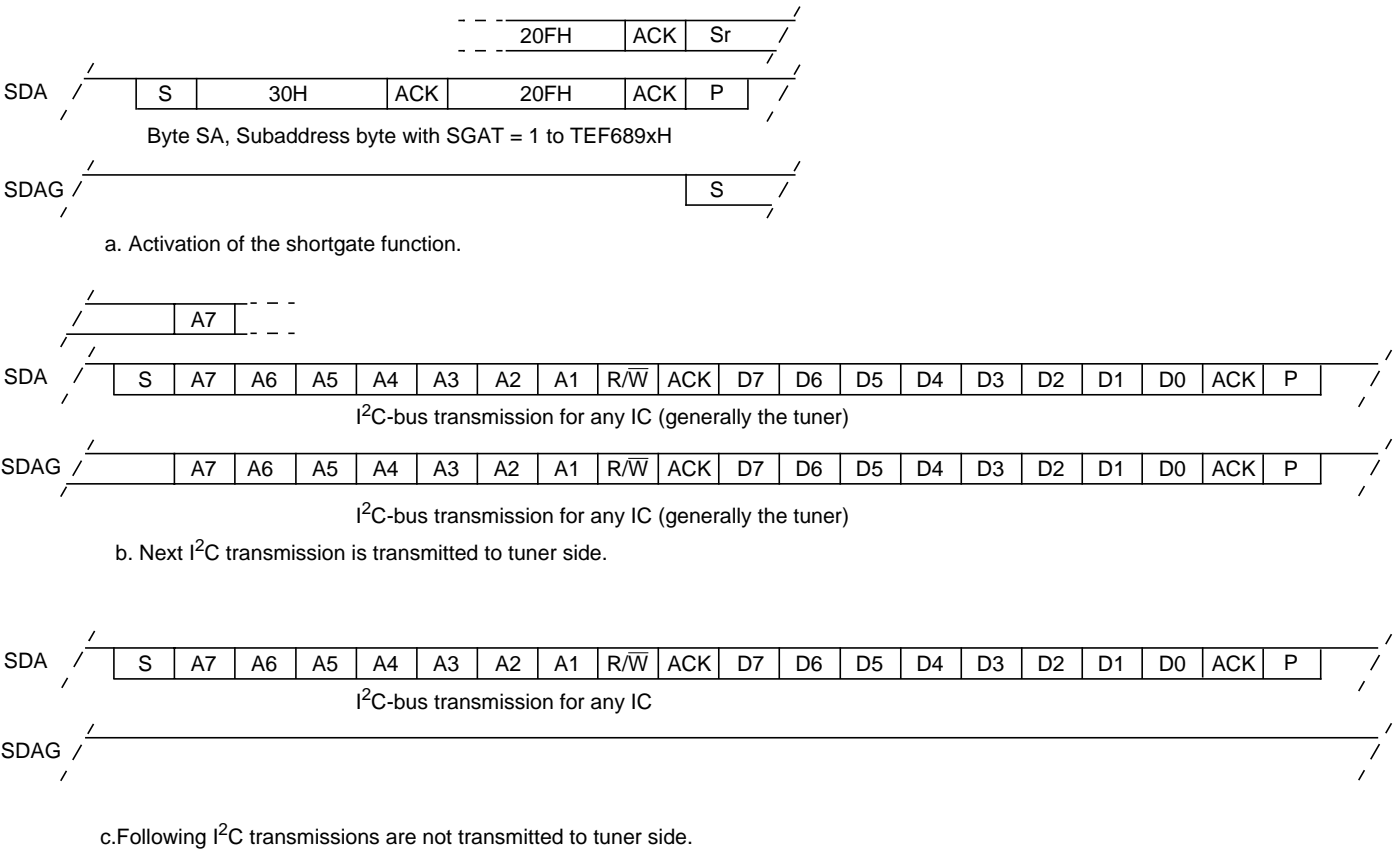 20FH ACK Sr
SDA S 30H ACK 20FH ACK P
Byte SA, Subaddress byte with SGAT = 1 to TEF689xH
SDAG S
a. Activation of the shortgate function.
A7
SDA S A7 A6 A5 A4 A3 A2 A1 R/W̅ ACK D7 D6 D5 D4 D3 D2 D1 D0 ACK P
I²C-bus transmission for any IC (generally the tuner)
SDAG A7 A6 A5 A4 A3 A2 A1 R/W̅ ACK D7 D6 D5 D4 D3 D2 D1 D0 ACK P
I²C-bus transmission for any IC (generally the tuner)
b. Next I²C transmission is transmitted to tuner side.
SDA S A7 A6 A5 A4 A3 A2 A1 R/W̅ ACK D7 D6 D5 D4 D3 D2 D1 D0 ACK P
I²C-bus transmission for any IC
SDAG
c.Following I²C transmissions are not transmitted to tuner side.